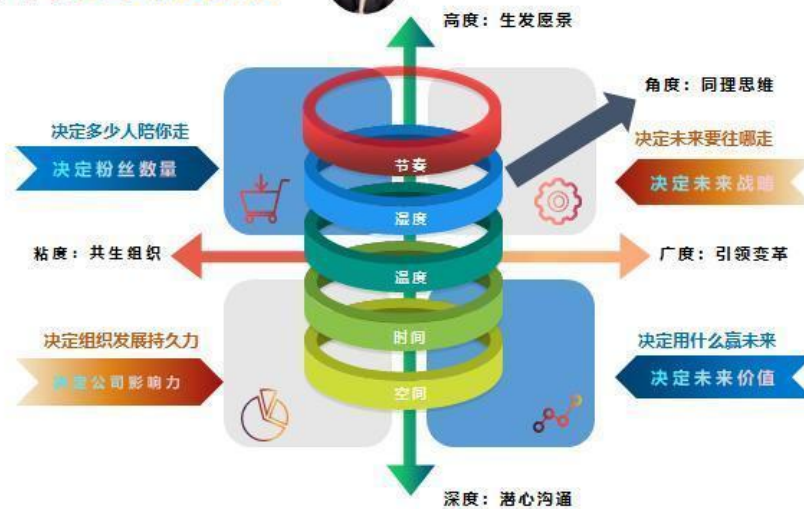 高度：生发愿景
角度：同理思维
决定多少人陪你走
决定粉丝数量
决定未来要往哪走
决定未来战略
节奏
湿度
粘度：共生组织
广度：引领变革
温度
时间
决定组织发展持久力
决定公司影响力
决定用什么赢未来
决定未来价值
空间
深度：潜心沟通